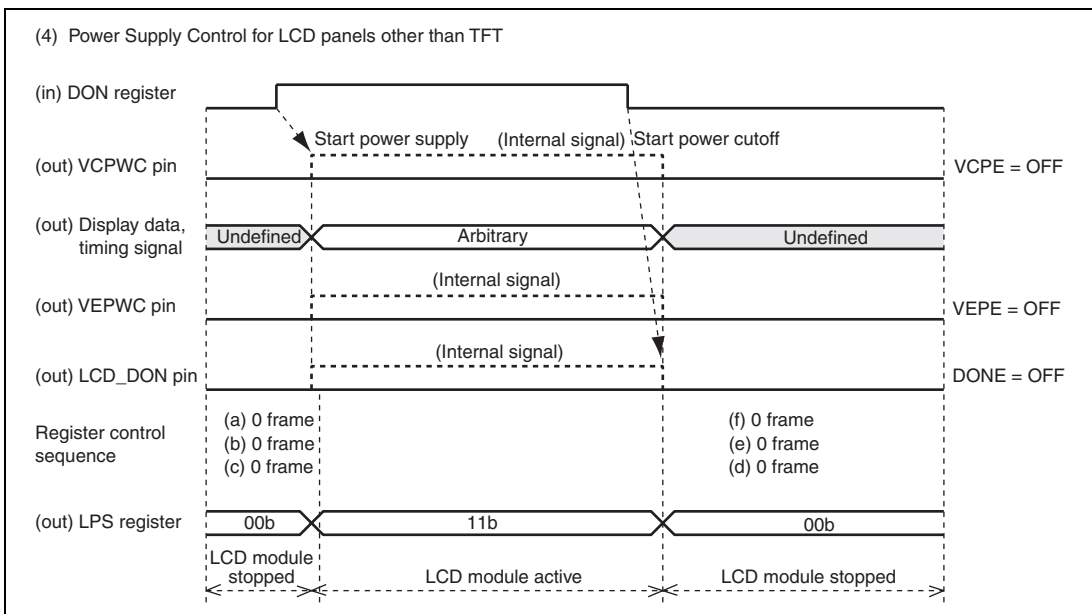 (4) Power Supply Control for LCD panels other than TFT
(in) DON register
Start power supply
(Internal signal)
Start power cutoff
(out) VCPWC pin
VCPE = OFF
(out) Display data,
timing signal
Undefined
Arbitrary
Undefined
(Internal signal)
(out) VEPWC pin
VEPE = OFF
(Internal signal)
(out) LCD_DON pin
DONE = OFF
Register control
sequence
(a) 0 frame
(b) 0 frame
(c) 0 frame
(f) 0 frame
(e) 0 frame
(d) 0 frame
(out) LPS register
00b
11b
00b
LCD module
stopped
LCD module active
LCD module stopped